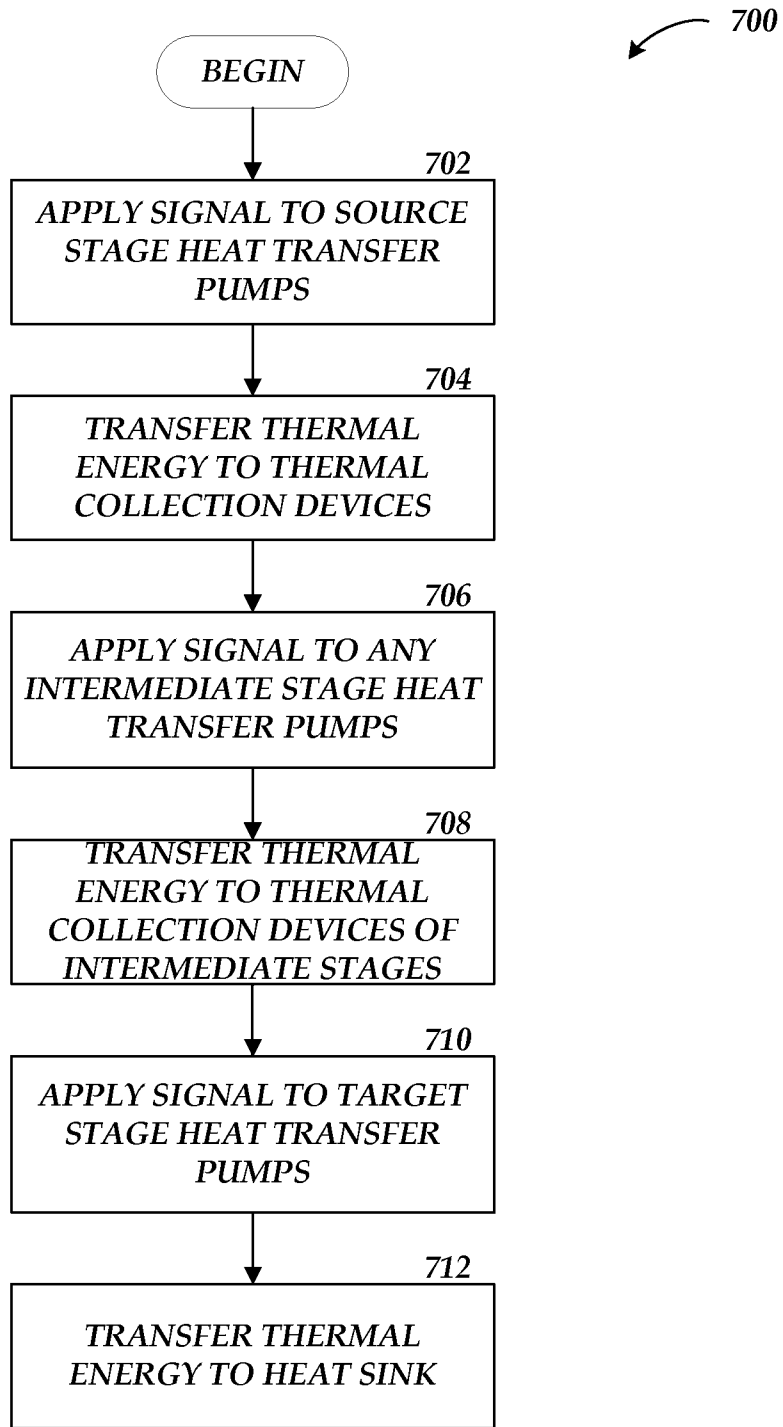 700
BEGIN
702
APPLY SIGNAL TO SOURCE
STAGE HEAT TRANSFER
PUMPS
704
TRANSFER THERMAL
ENERGY TO THERMAL
COLLECTION DEVICES
706
APPLY SIGNAL TO ANY
INTERMEDIATE STAGE HEAT
TRANSFER PUMPS
708
TRANSFER THERMAL
ENERGY TO THERMAL
COLLECTION DEVICES OF
INTERMEDIATE STAGES
710
APPLY SIGNAL TO TARGET
STAGE HEAT TRANSFER
PUMPS
712
TRANSFER THERMAL
ENERGY TO HEAT SINK